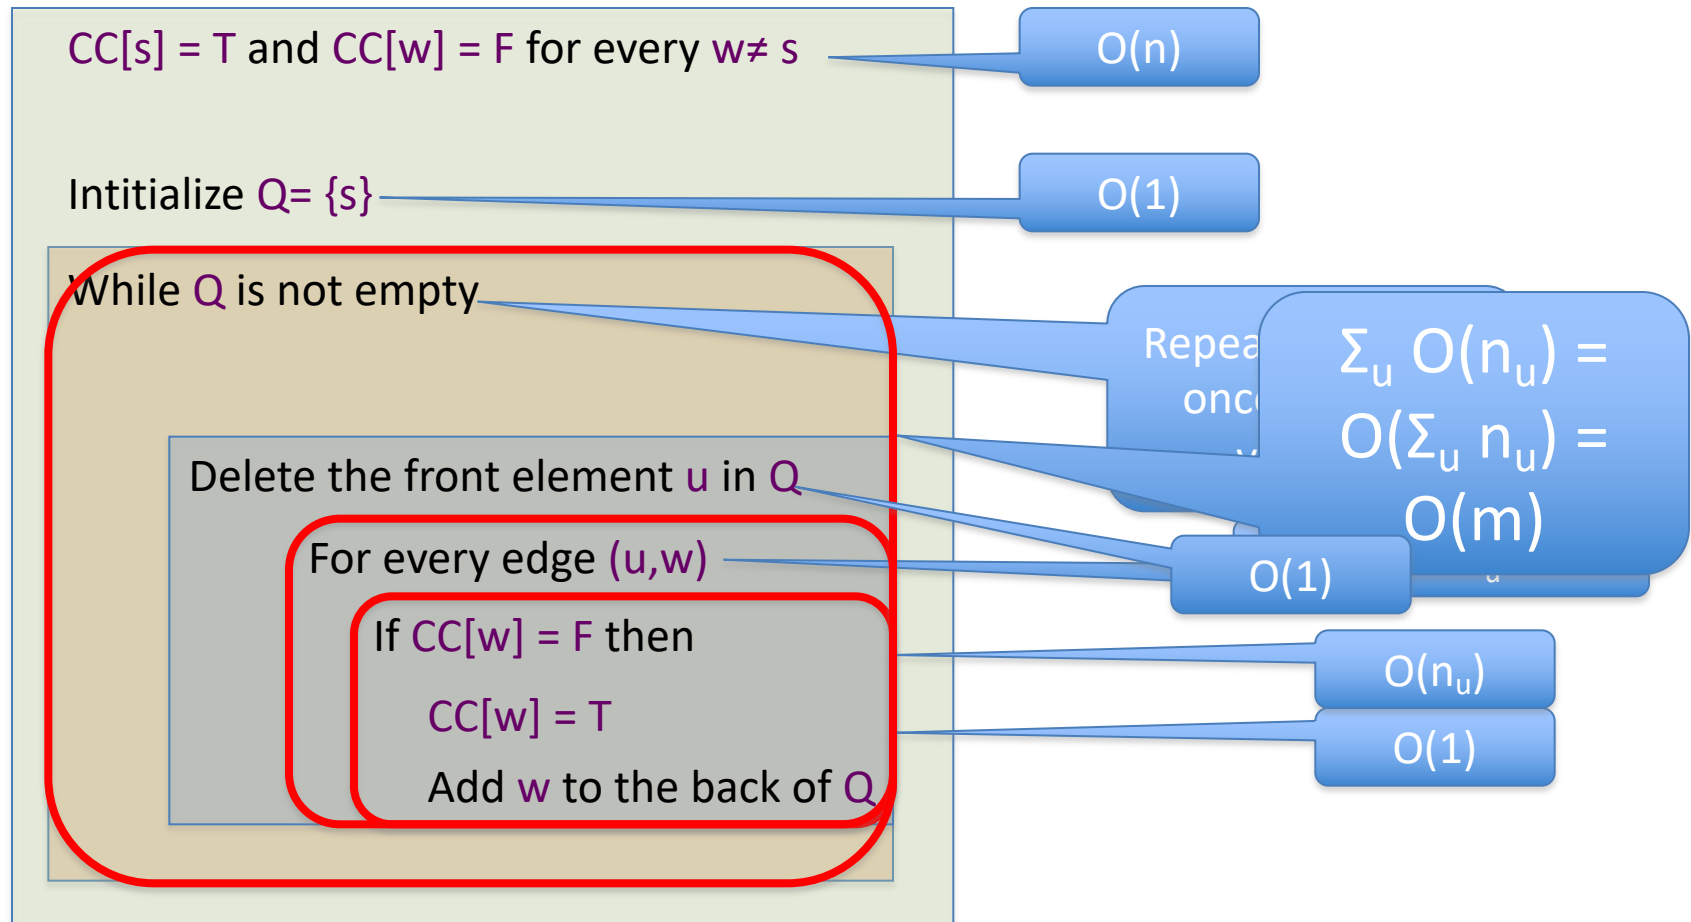 CC[s] = T and CC[w] = F for every w≠ s
O(n)
Intitialize Q= {s}
O(1)
While Q is not empty
Σu O(nu) =
O(Σu nu) =
O(m)
Delete the front element u in Q
O(1)
For every edge (u,w)
If CC[w] = F then
O(nu)
CC[w] = T
O(1)
Add w to the back of Q